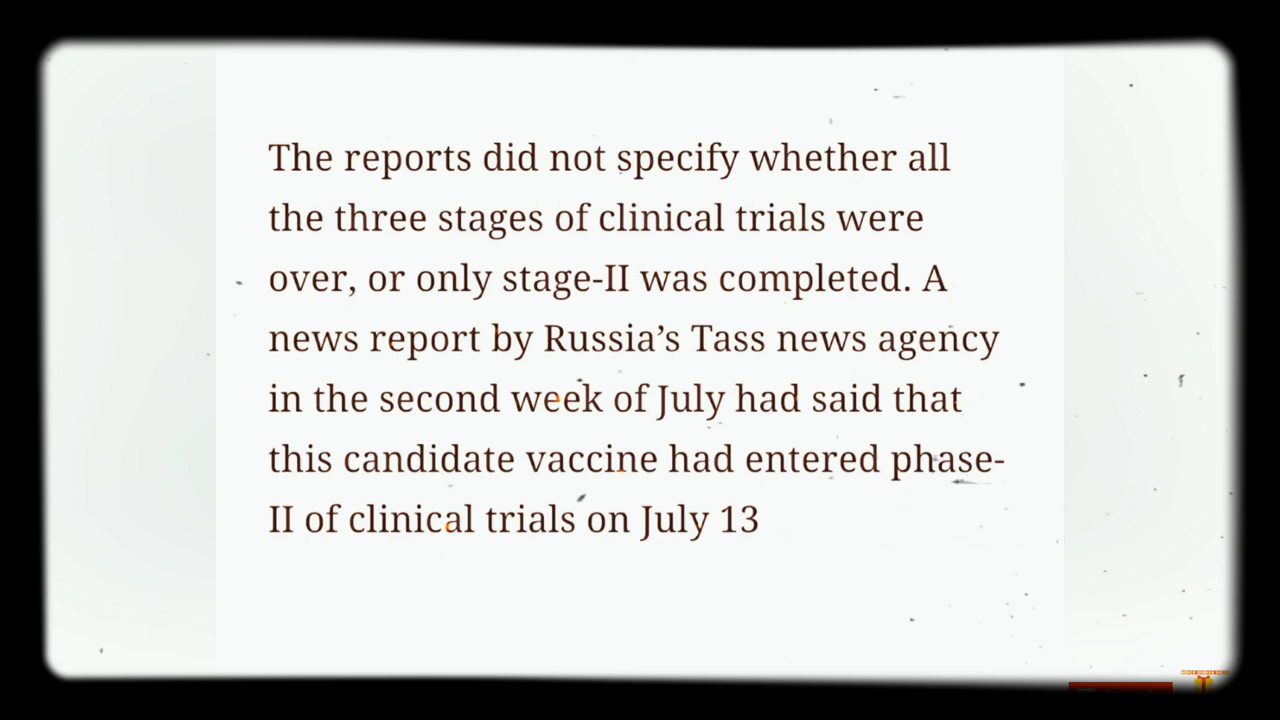 The reports did not specify whether all
the three stages of clinical trials were
over, or only stage-II was completed. A
news report by Russia’s Tass news agency
in the second week of July had said that
this candidate vaccine had entered phase-
II of clinical trials on July 13